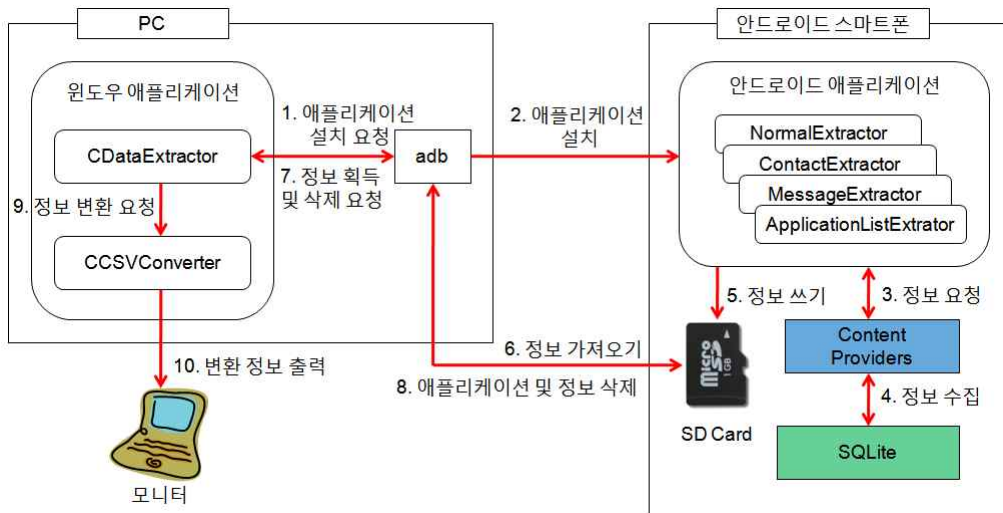 PC
안드로이드 스마트폰
윈도우 애플리케이션
CDataExtractor
9. 정보 변환 요청
CCSVConverter
1. 애플리케이션
설치 요청
7. 정보 획득
및 삭제 요청
adb
2. 애플리케이션
설치
안드로이드 애플리케이션
NormalExtractor
ContactExtractor
MessageExtractor
ApplicationListExtrator
5. 정보 쓰기
3. 정보 요청
6. 정보 가져오기
8. 애플리케이션 및 정보 삭제
micro
SD
1 GB
SD Card
Content
Providers
4. 정보 수집
SQLite
10. 변환 정보 출력
모니터